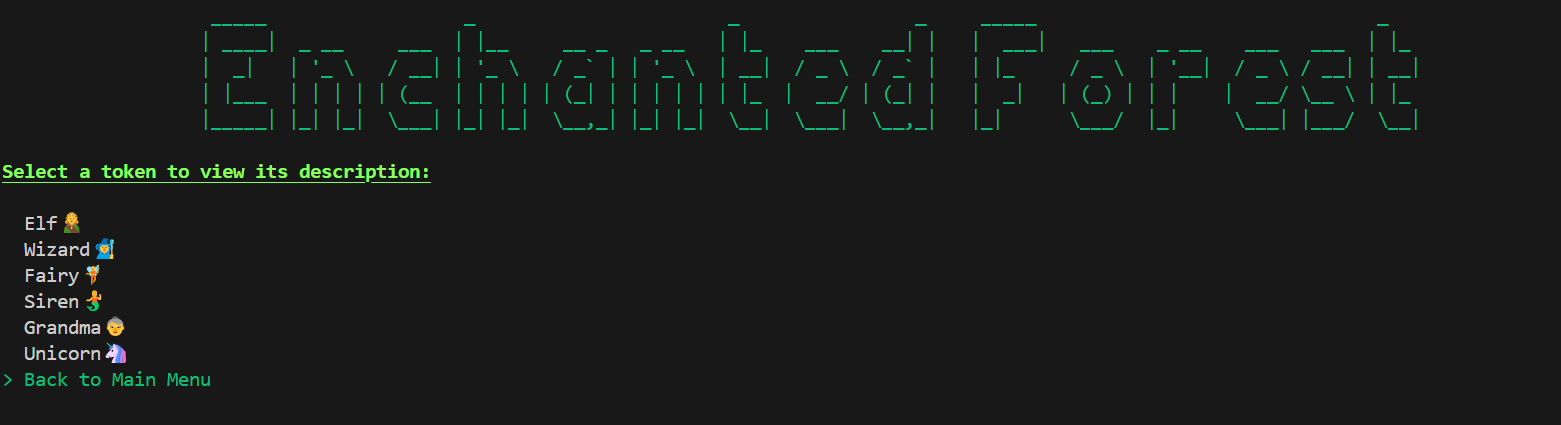 Enchanted Forest
Select a token to view its description:
Elf🧝
Wizard🧙
Fairy🧚
Siren🧜
Grandma👵
Unicorn🦄
> Back to Main Menu